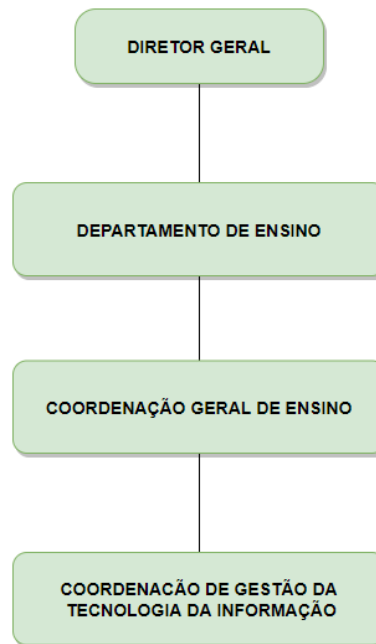 DIRETOR GERAL
DEPARTAMENTO DE ENSINO
COORDENAÇÃO GERAL DE ENSINO
COORDENACÃO DE GESTÃO DA
TECNOLOGIA DA INFORMAÇÃO